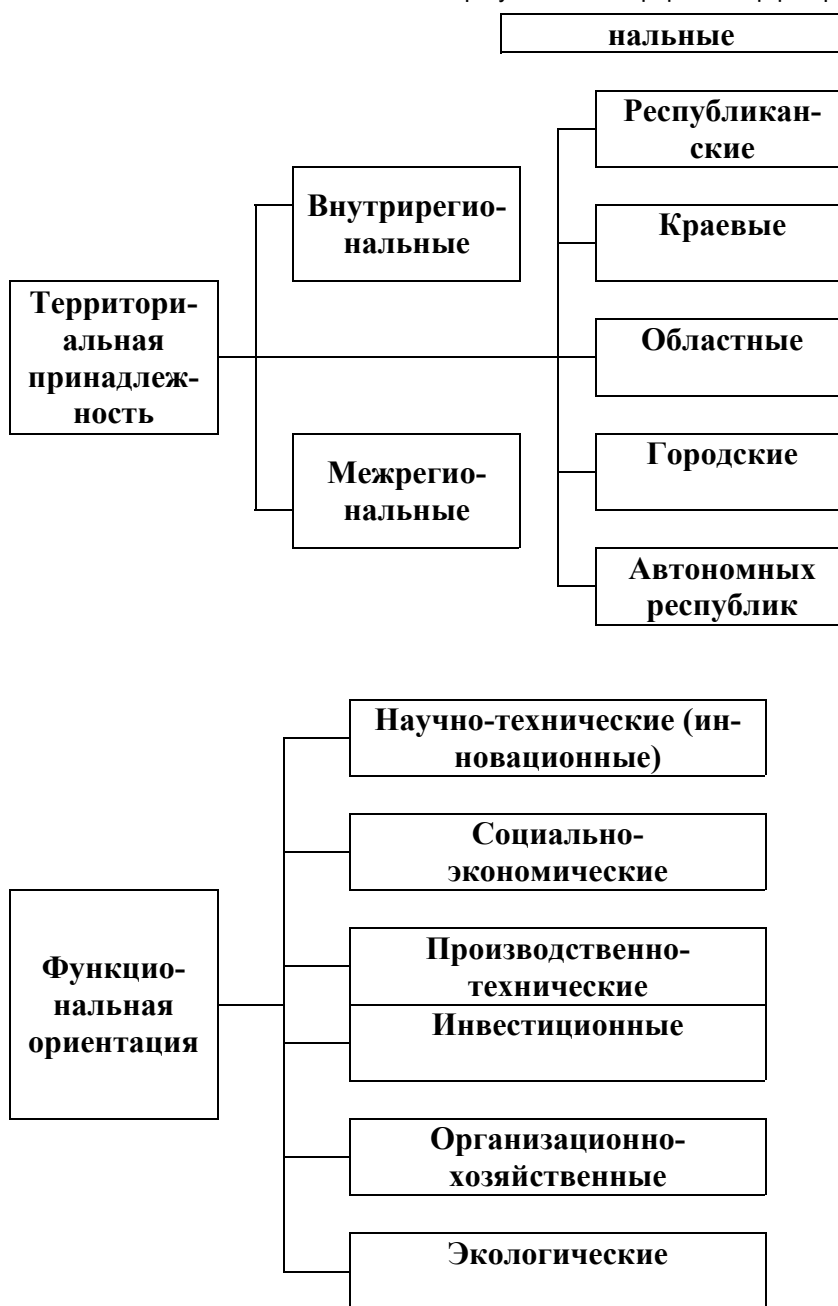 нальные
Республикан-
ские
Внутрирегио-
нальные
Краевые
Территори-
альная
принадлеж-
ность
Областные
Межрегио-
нальные
Городские
Автономных
республик
Научно-технические (ин-
новационные)
Социально-
экономические
Функцио-
нальная
ориентация
Производственно-
технические
Инвестиционные
Организационно-
хозяйственные
Экологические